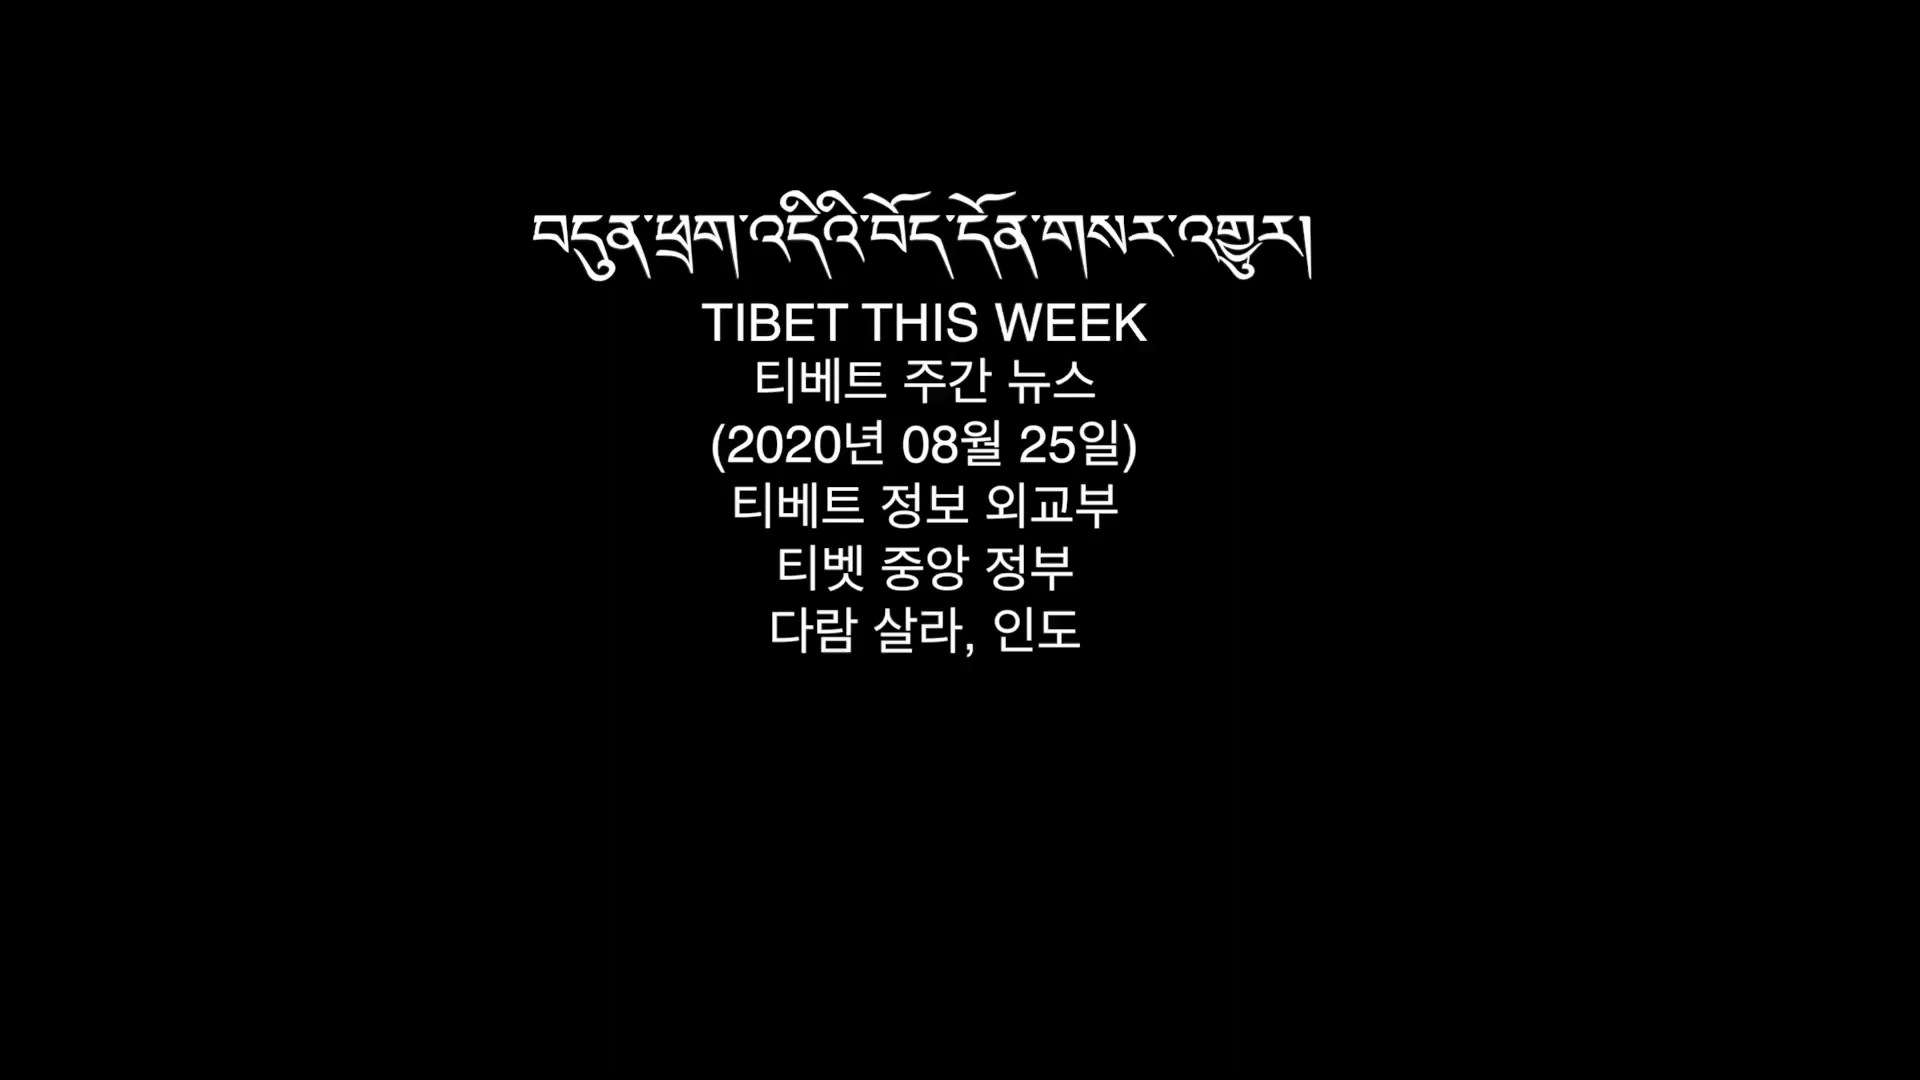 བདུན་ཕྲག་འདིའི་བོད་དོན་གསར་འགྱུར།
TIBET THIS WEEK
티베트 주간 뉴스
(2020년 08월 25일)
티베트 정보 외교부
티벳 중앙 정부
다람 살라, 인도